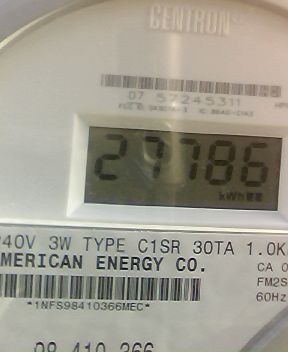 CENTRON®
07 57245311
27786
kWh
240V 3W TYPE C1SR 30TA 1.0K
AMERICAN ENERGY CO.
CA 0
FM2S
60Hz
*1NFS98410366MEC*
98 410 366